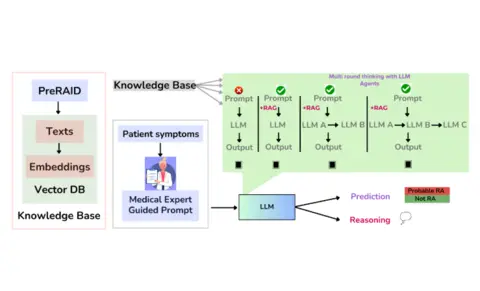 PreRAID
Texts
Embeddings
Vector DB
Knowledge Base
Knowledge Base
Patient symptoms
Medical Expert
Guided Prompt
Multi round thinking with LLM
Agents
Prompt
LLM
Output
Prompt
+RAG
LLM
Output
Prompt
+RAG
LLM A LLM B
Output
Prompt
+RAG
LLM A LLM B LLM C
Output
LLM
Prediction
Probable RA
Not RA
Reasoning